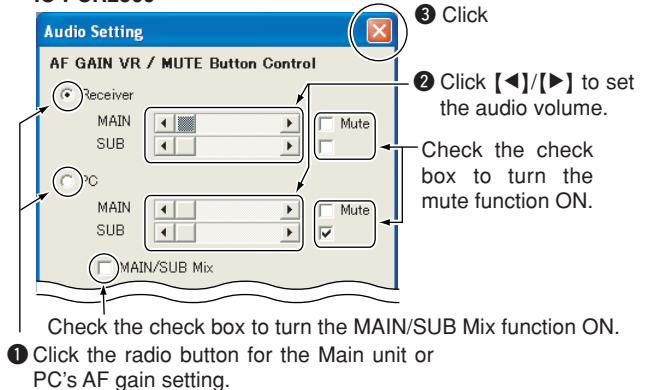 Audio Setting
❸ Click
AF GAIN VR / MUTE Button Control
Receiver
MAIN
Mute
SUB
❷ Click [◄]/[►] to set
the audio volume.
Check the check
box to turn the
mute function ON.
PC
MAIN
Mute
SUB
MAIN/SUB Mix
Check the check box to turn the MAIN/SUB Mix function ON.
❶ Click the radio button for the Main unit or
PC's AF gain setting.